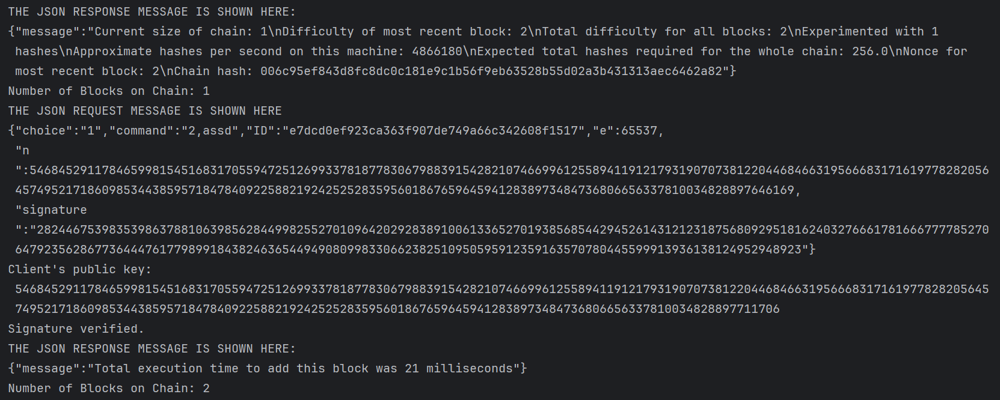 THE JSON RESPONSE MESSAGE IS SHOWN HERE:
{"message":"Current size of chain: 1\nDifficulty of most recent block: 2\nTotal difficulty for all blocks: 2\nExperimented with 1
hashes\nApproximate hashes per second on this machine: 4866180\nExpected total hashes required for the whole chain: 256.0\nNonce for
most recent block: 2\nChain hash: 006c95ef843d8fc8dc0c181e9c1b56f9eb63528b55d02a3b431313aec6462a82"}
Number of Blocks on Chain: 1
THE JSON REQUEST MESSAGE IS SHOWN HERE
{"choice":"1","command":"2,assd","ID":"e7dcd0ef923ca363f907de749a66c342608f1517","e":65537,
"n
":5468452911784659981545168317055947251269933781877830679883915428210746699612558941191217931907073812204468466319566683171619778282056
457495217186098534438595718478409225882192425252835956018676596459412838973484736806656337810034828897646169,
"signature
":"2824467539835398637881063985628449982552701096420292838910061336527019385685442945261431212318756809295181624032766617816667777852​70
6479235628677364447617798991843824636544949080998330662382510950595912359163570780445599913936138124952948923"}
Client's public key:
546845291178465998154516831705594725126993378187783067988391542821074669961255894119121793190707381220446846631956668317161977828205645
7495217186098534438595718478409225882192425252835956018676596459412838973484736806656337810034828897711706
Signature verified.
THE JSON RESPONSE MESSAGE IS SHOWN HERE:
{"message":"Total execution time to add this block was 21 milliseconds"}
Number of Blocks on Chain: 2